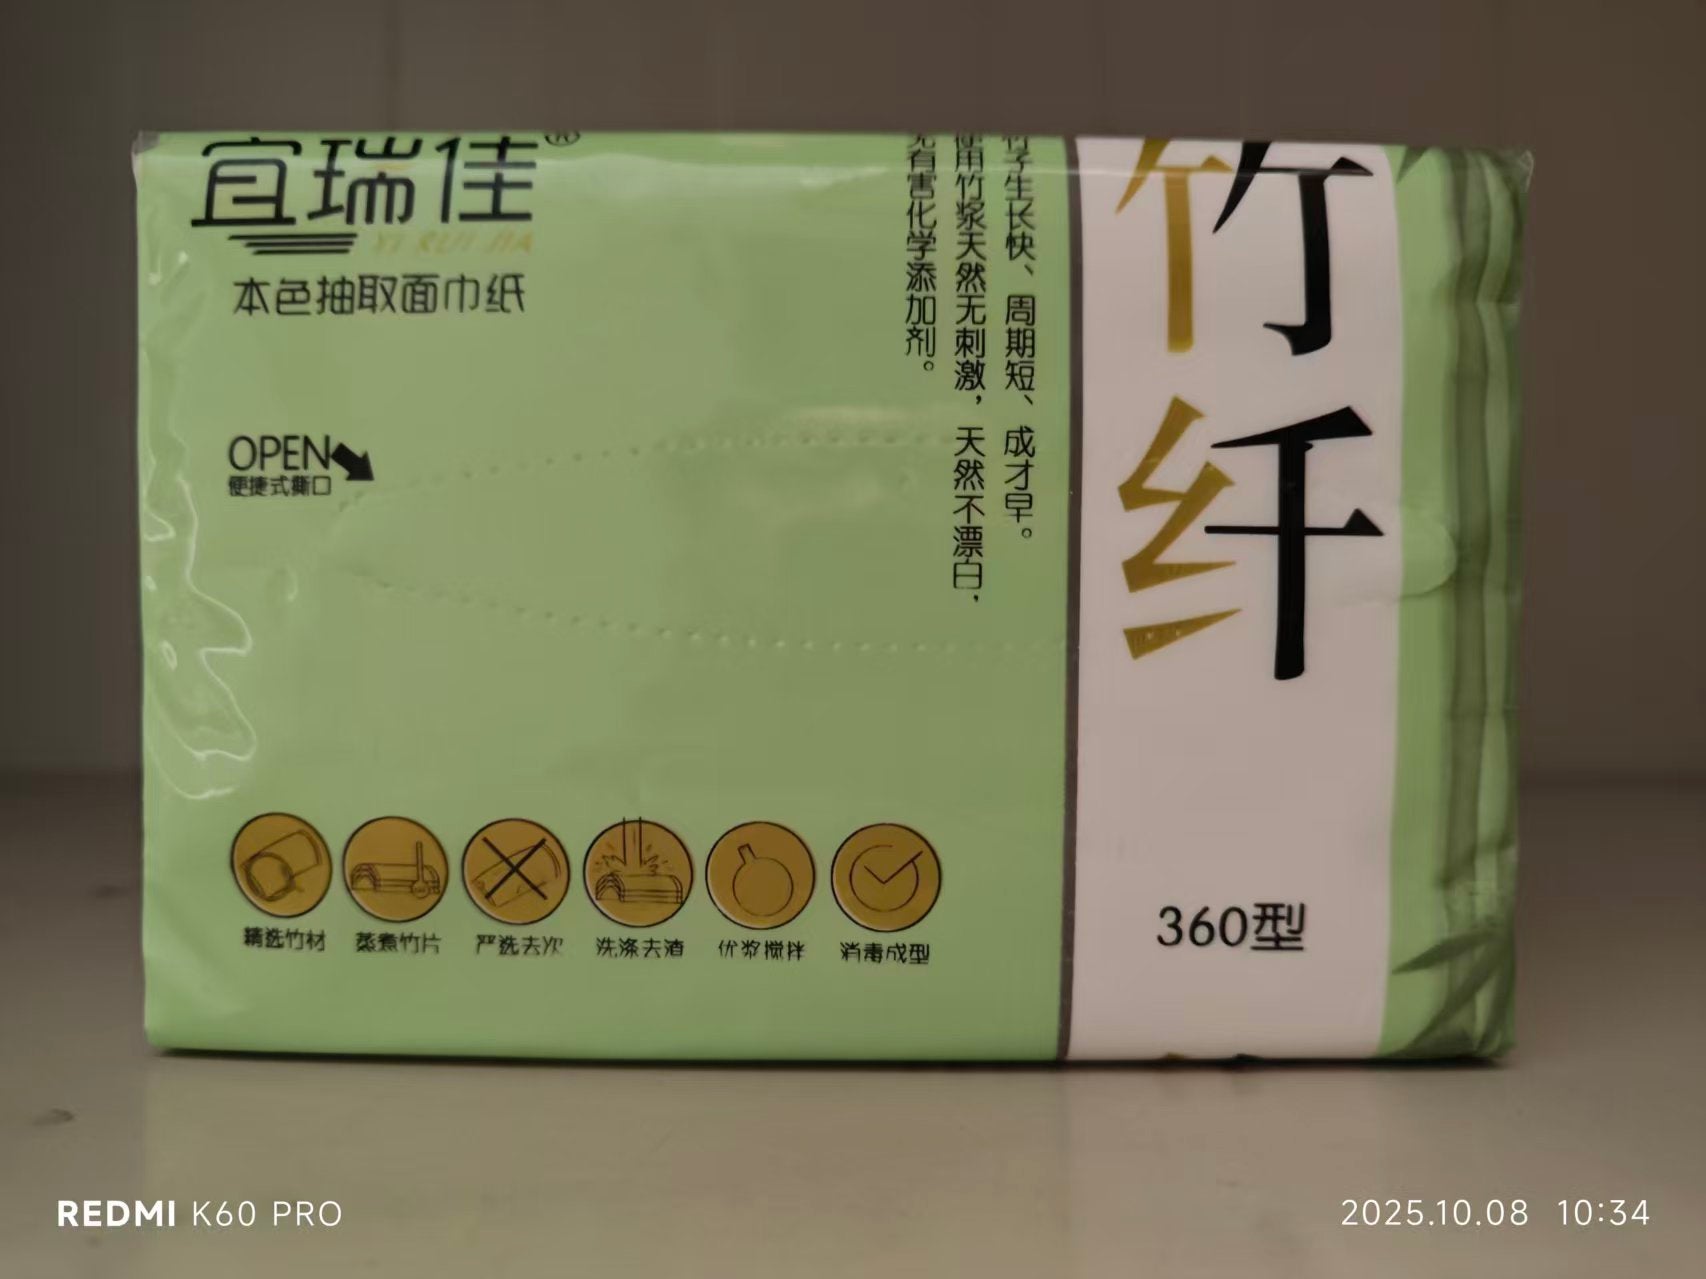 宜瑞佳®
YI RUI JIA
本色抽取面巾纸
OPEN
便捷式撕口
竹子生长快、周期短、成才早。
使用竹浆天然无刺激，天然不漂白，
无有害化学添加剂。
竹纤
360型
精选竹材
蒸煮竹片
严选去次
洗涤去渣
优浆搅拌
消毒成型
REDMI K60 PRO
2025.10.08 10:34